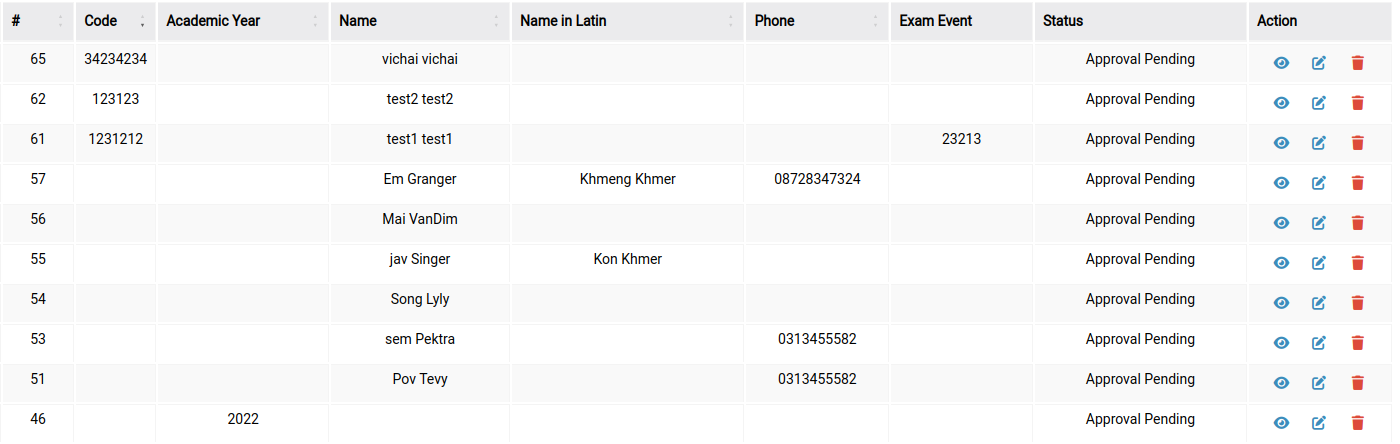 # Code Academic Year Name Name in Latin Phone Exam Event Status Action
65 34234234 vichai vichai Approval Pending
62 123123 test2 test2 Approval Pending
61 1231212 test1 test1 23213 Approval Pending
57 Em Granger Khmeng Khmer 08728347324 Approval Pending
56 Mai VanDim Approval Pending
55 jav Singer Kon Khmer Approval Pending
54 Song Lyly Approval Pending
53 sem Pektra 0313455582 Approval Pending
51 Pov Tevy 0313455582 Approval Pending
46 2022 Approval Pending